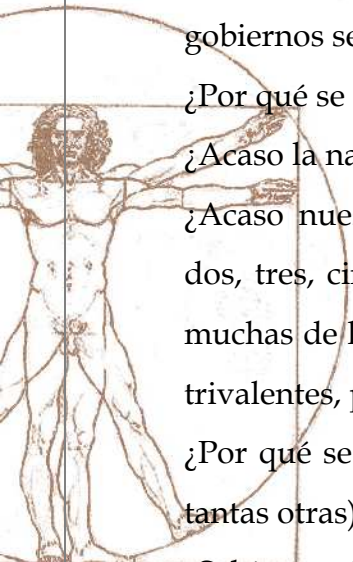 gobiernos se
¿Por qué se
¿Acaso la na
¿Acaso nue
dos, tres, ci
muchas de l
trivalentes, p
¿Por qué se
tantas otras)